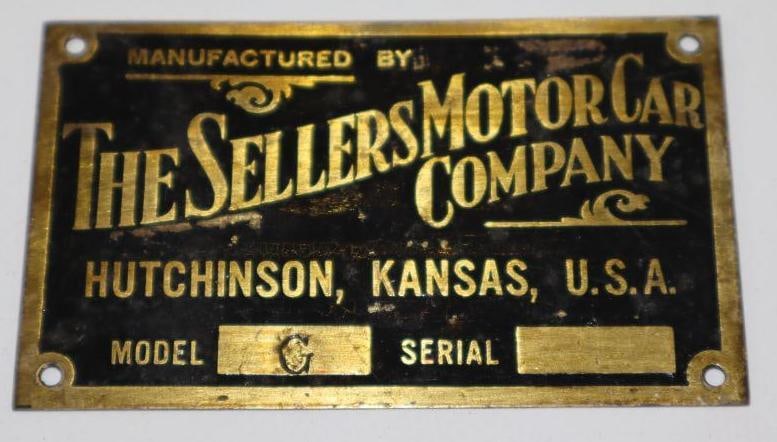 MANUFACTURED BY
THE SELLERS MOTOR CAR
COMPANY
HUTCHINSON, KANSAS, U.S.A.
MODEL G SERIAL